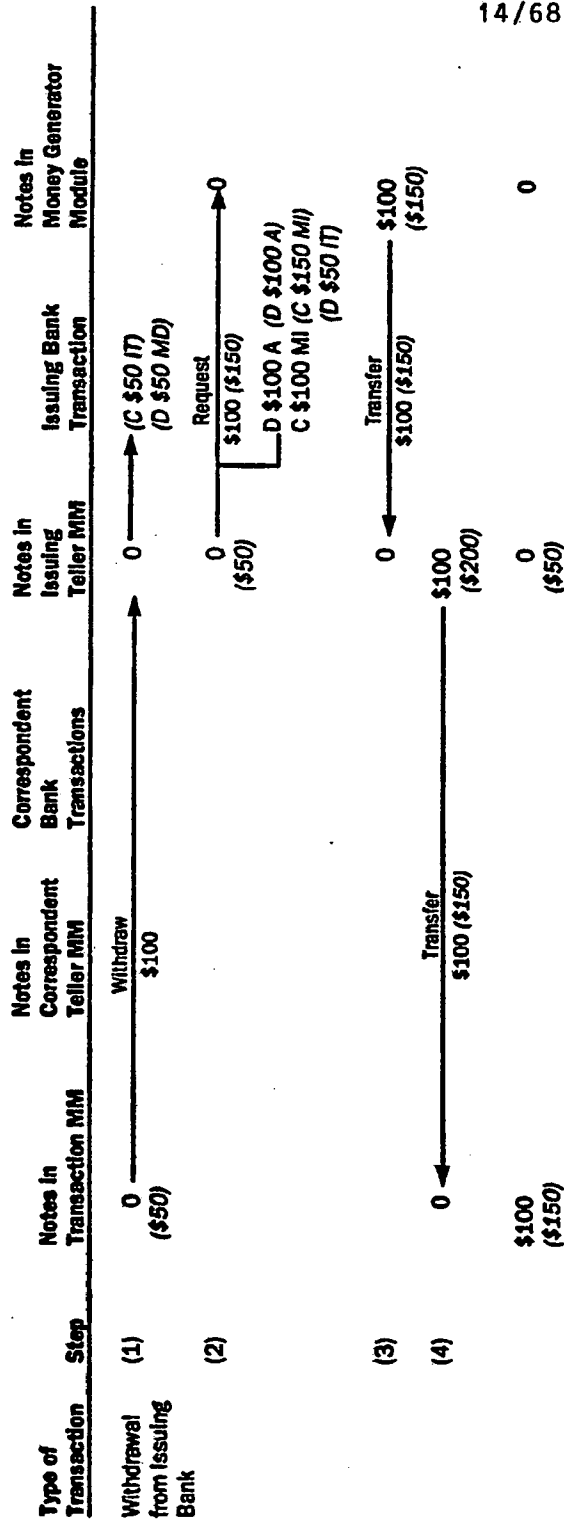 14/68
Type of
Transaction
Step
Notes in
Transaction MM
Notes in
Correspondent
Teller MM
Correspondent
Bank
Transactions
Notes in
Issuing
Teller MM
Issuing Bank
Transaction
Notes in
Money Generator
Module
Withdrawal
from Issuing
Bank
(1)
0
($50)
Withdraw
$100
0
(C $50 IT)
(D $50 MD)
(2)
0
($50)
Request
$100 ($150)
0
D $100 A (D $100 A)
C $100 MI (C $150 MI)
(D $50 IT)
(3)
0
Transfer
$100 ($150)
$100
($150)
(4)
0
Transfer
$100 ($150)
$100
($200)
$100
($150)
0
($50)
0